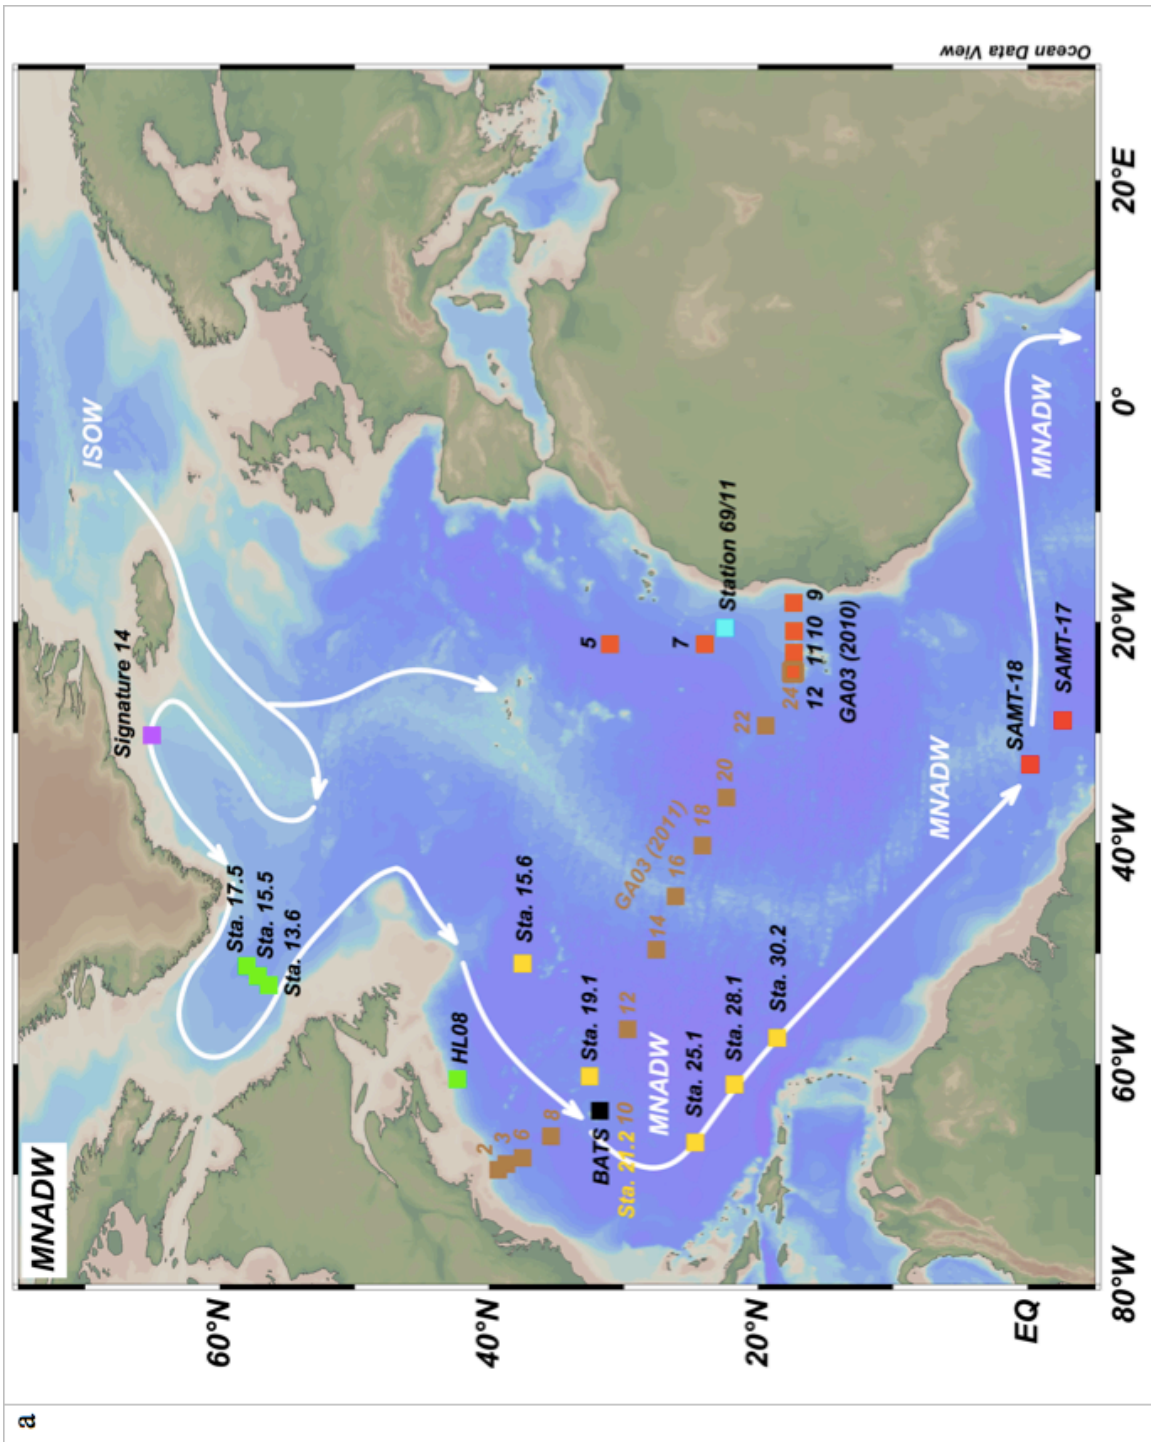 a
MNADW
ISOW
Signature 14
Sta. 17.5
Sta. 15.5
Sta. 13.6
HL08
Sta. 15.6
Sta. 19.1
BATS
Sta. 21.2
MNADW
Sta. 25.1
Sta. 28.1
Sta. 30.2
2
3
6
8
10
12
14
16
18
20
22
24
GA03 (2011)
5
7
Station 69/11
12
11
10
9
GA03 (2010)
MNADW
SAMT-18
SAMT-17
MNADW
60°N
40°N
20°N
EQ
80°W
60°W
40°W
20°W
0°
20°E
Ocean Data View